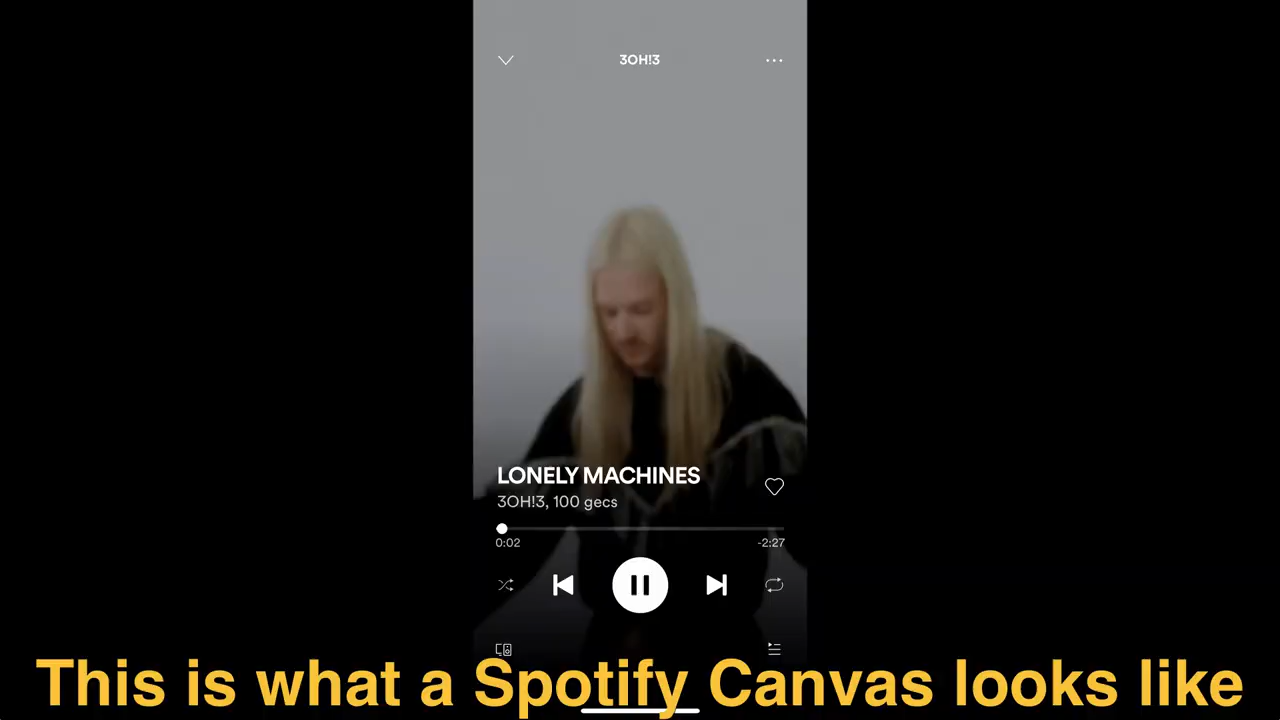 3OH!3
LONELY MACHINES
3OH!3, 100 gecs
0:02
-2:27
This is what a Spotify Canvas looks like